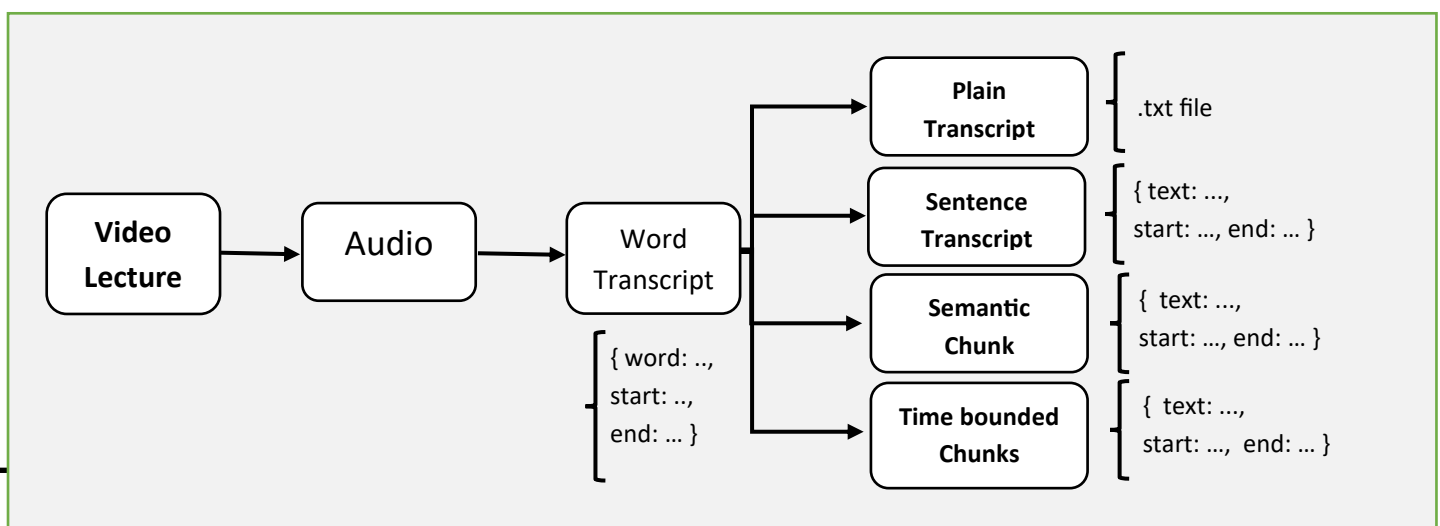 Video
Lecture
Audio
Word
Transcript
{ word: ..,
start: ..,
end: ... }
Plain
Transcript
.txt file
Sentence
Transcript
{ text: ...,
start: ..., end: ... }
Semantic
Chunk
{  text: ...,
start: ..., end: ... }
Time bounded
Chunks
{  text: ...,
start: ...,  end: ... }